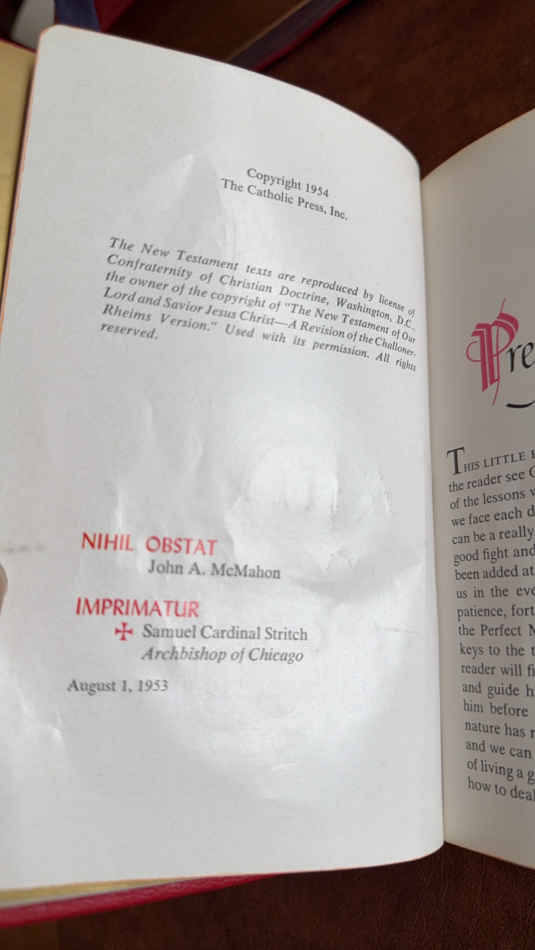 Copyright 1954
The Catholic Press, Inc.
The New Testament texts are reproduced by license of
Confraternity of Christian Doctrine, Washington, D.C.
the owner of the copyright of "The New Testament of Our
Lord and Savior Jesus Christ—A Revision of the Challoner-
Rheims Version." Used with its permission. All rights
reserved.
NIHIL OBSTAT
John A. McMahon
IMPRIMATUR
✠ Samuel Cardinal Stritch
Archbishop of Chicago
August 1, 1953
Pre
THIS LITTLE
the reader see
of the lessons
we face each
can be a really
good fight and
been added at
us in the
patience,
the Perfect
keys to the
reader will
and guide
him before
nature has
and we can
of living a
how to